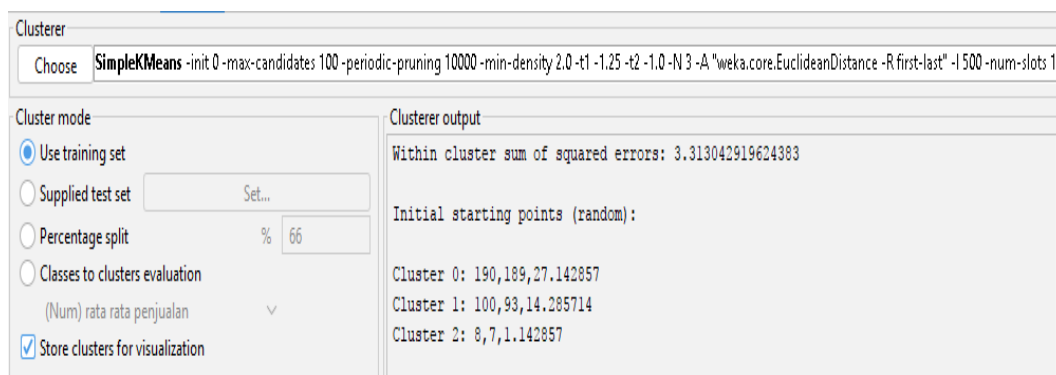 Clusterer
Choose SimpleKMeans -init 0 -max-candidates 100 -periodic-pruning 10000 -min-density 2.0 -t1 -1.25 -t2 -1.0 -N 3 -A "weka.core.EuclideanDistance -R first-last" -I 500 -num-slots 1
Cluster mode
Use training set
Supplied test set Set...
Percentage split % 66
Classes to clusters evaluation
(Num) rata rata penjualan
Store clusters for visualization
Clusterer output
Within cluster sum of squared errors: 3.313042919624383
Initial starting points (random):
Cluster 0: 190,189,27.142857
Cluster 1: 100,93,14.285714
Cluster 2: 8,7,1.142857